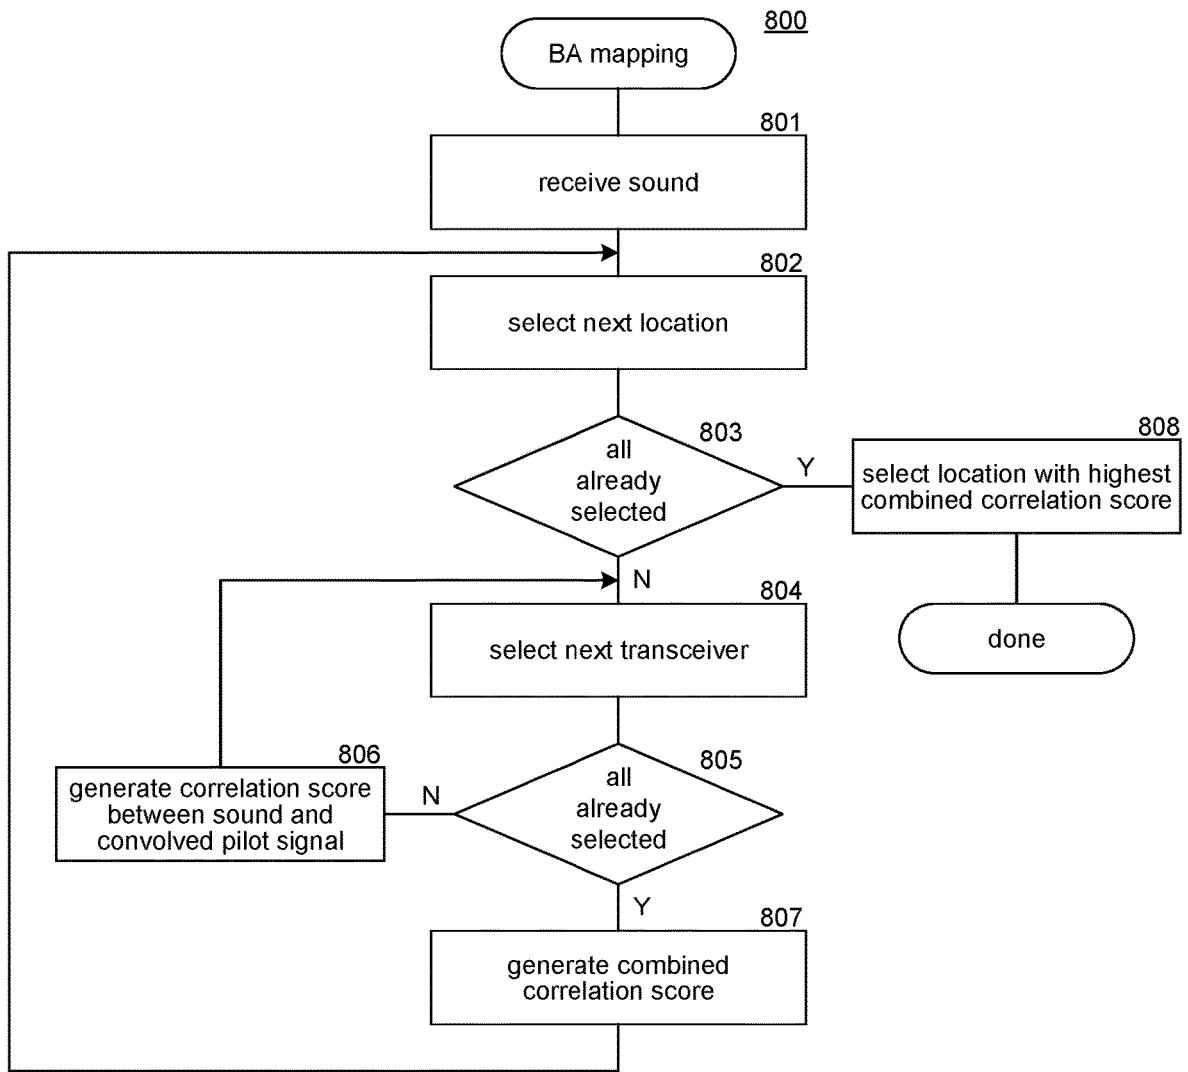 800
BA mapping
801
receive sound
802
select next location
803
all
already
selected
Y
808
select location with highest
combined correlation score
done
N
804
select next transceiver
805
all
already
selected
N
806
generate correlation score
between sound and
convolved pilot signal
Y
807
generate combined
correlation score